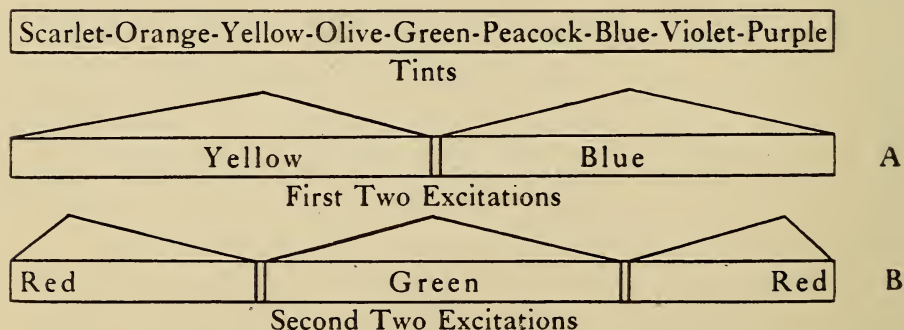 Scarlet-Orange-Yellow-Olive-Green-Peacock-Blue-Violet-Purple
Tints
Yellow Blue A
First Two Excitations
Red Green Red B
Second Two Excitations